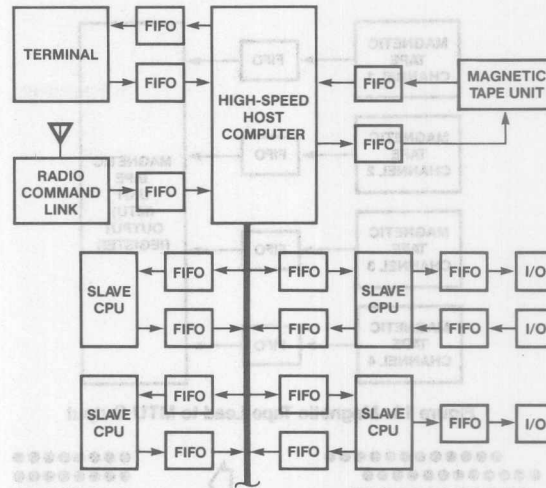 FIFO
TERMINAL
FIFO
HIGH-SPEED
HOST
COMPUTER
FIFO
MAGNETIC
TAPE UNIT
FIFO
RADIO
COMMAND
LINK
FIFO
SLAVE
CPU
FIFO
FIFO
SLAVE
CPU
FIFO
I/O
FIFO
FIFO
FIFO
I/O
SLAVE
CPU
FIFO
FIFO
SLAVE
CPU
FIFO
I/O
FIFO
FIFO